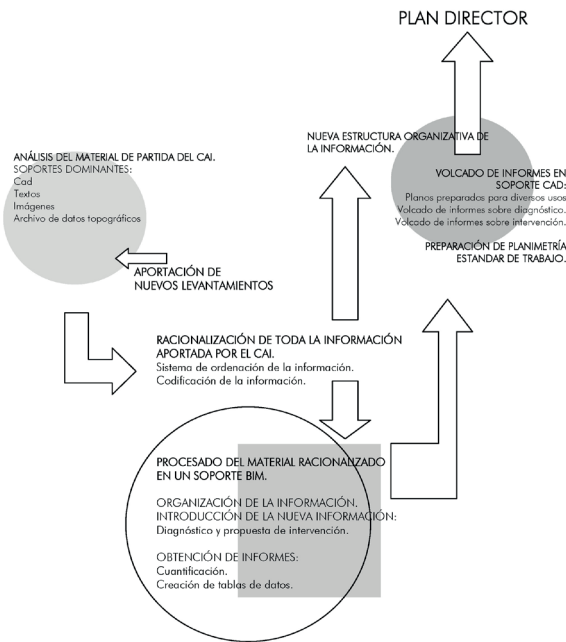 PLAN DIRECTOR
ANÁLISIS DEL MATERIAL DE PARTIDA DEL CAI.
SOPORTES DOMINANTES:
Cad
Textos
Imágenes
Archivo de datos topográficos
APORTACIÓN DE
NUEVOS LEVANTAMIENTOS
NUEVA ESTRUCTURA ORGANIZATIVA DE
LA INFORMACIÓN.
VOLCADO DE INFORMES EN
SOPORTE CAD:
Planos preparados para diversos usos
Volcado de informes sobre diagnóstico.
Volcado de informes sobre intervención.
PREPARACIÓN DE PLANIMETRÍA
ESTANDAR DE TRABAJO.
RACIONALIZACIÓN DE TODA LA INFORMACIÓN
APORTADA POR EL CAI.
Sistema de ordenación de la información.
Codificación de la información.
PROCESADO DEL MATERIAL RACIONALIZADO
EN UN SOPORTE BIM.
ORGANIZACIÓN DE LA INFORMACIÓN.
INTRODUCCIÓN DE LA NUEVA INFORMACIÓN:
Diagnóstico y propuesta de intervención.
OBTENCIÓN DE INFORMES:
Cuantificación.
Creación de tablas de datos.